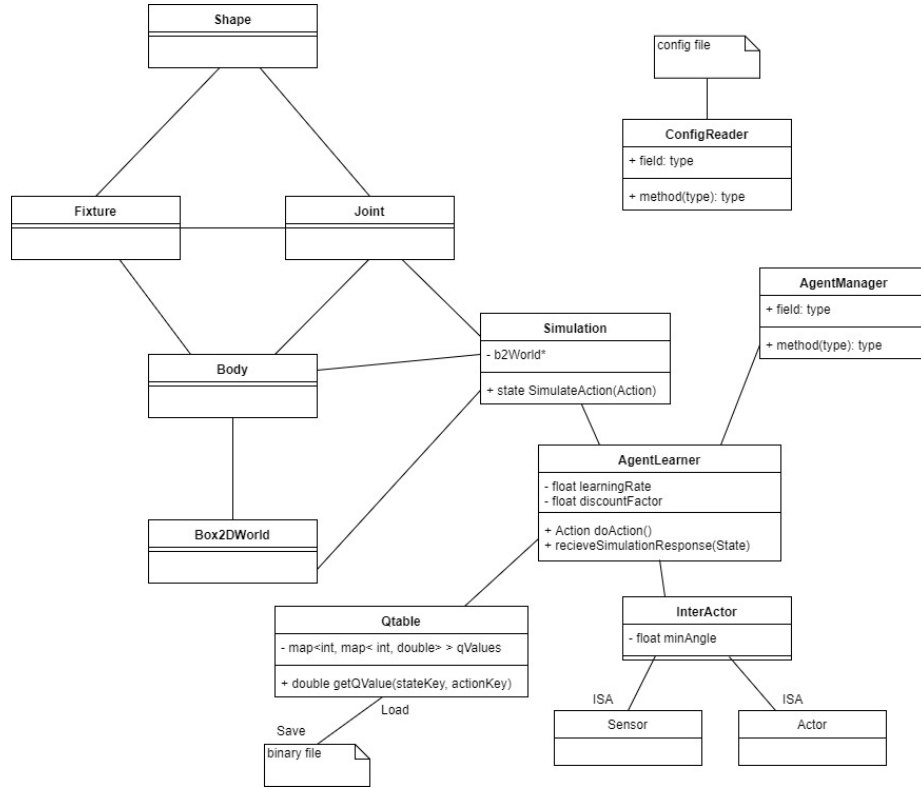 Shape
config file
ConfigReader
+ field: type
+ method(type): type
Fixture
Joint
AgentManager
+ field: type
+ method(type): type
Simulation
- b2World*
+ state SimulateAction(Action)
Body
AgentLearner
- float learningRate
- float discountFactor
+ Action doAction()
+ recieveSimulationResponse(State)
Box2DWorld
Qtable
- map<int, map< int, double> > qValues
+ double getQValue(stateKey, actionKey)
InterActor
- float minAngle
ISA
ISA
Sensor
Actor
Load
Save
binary file